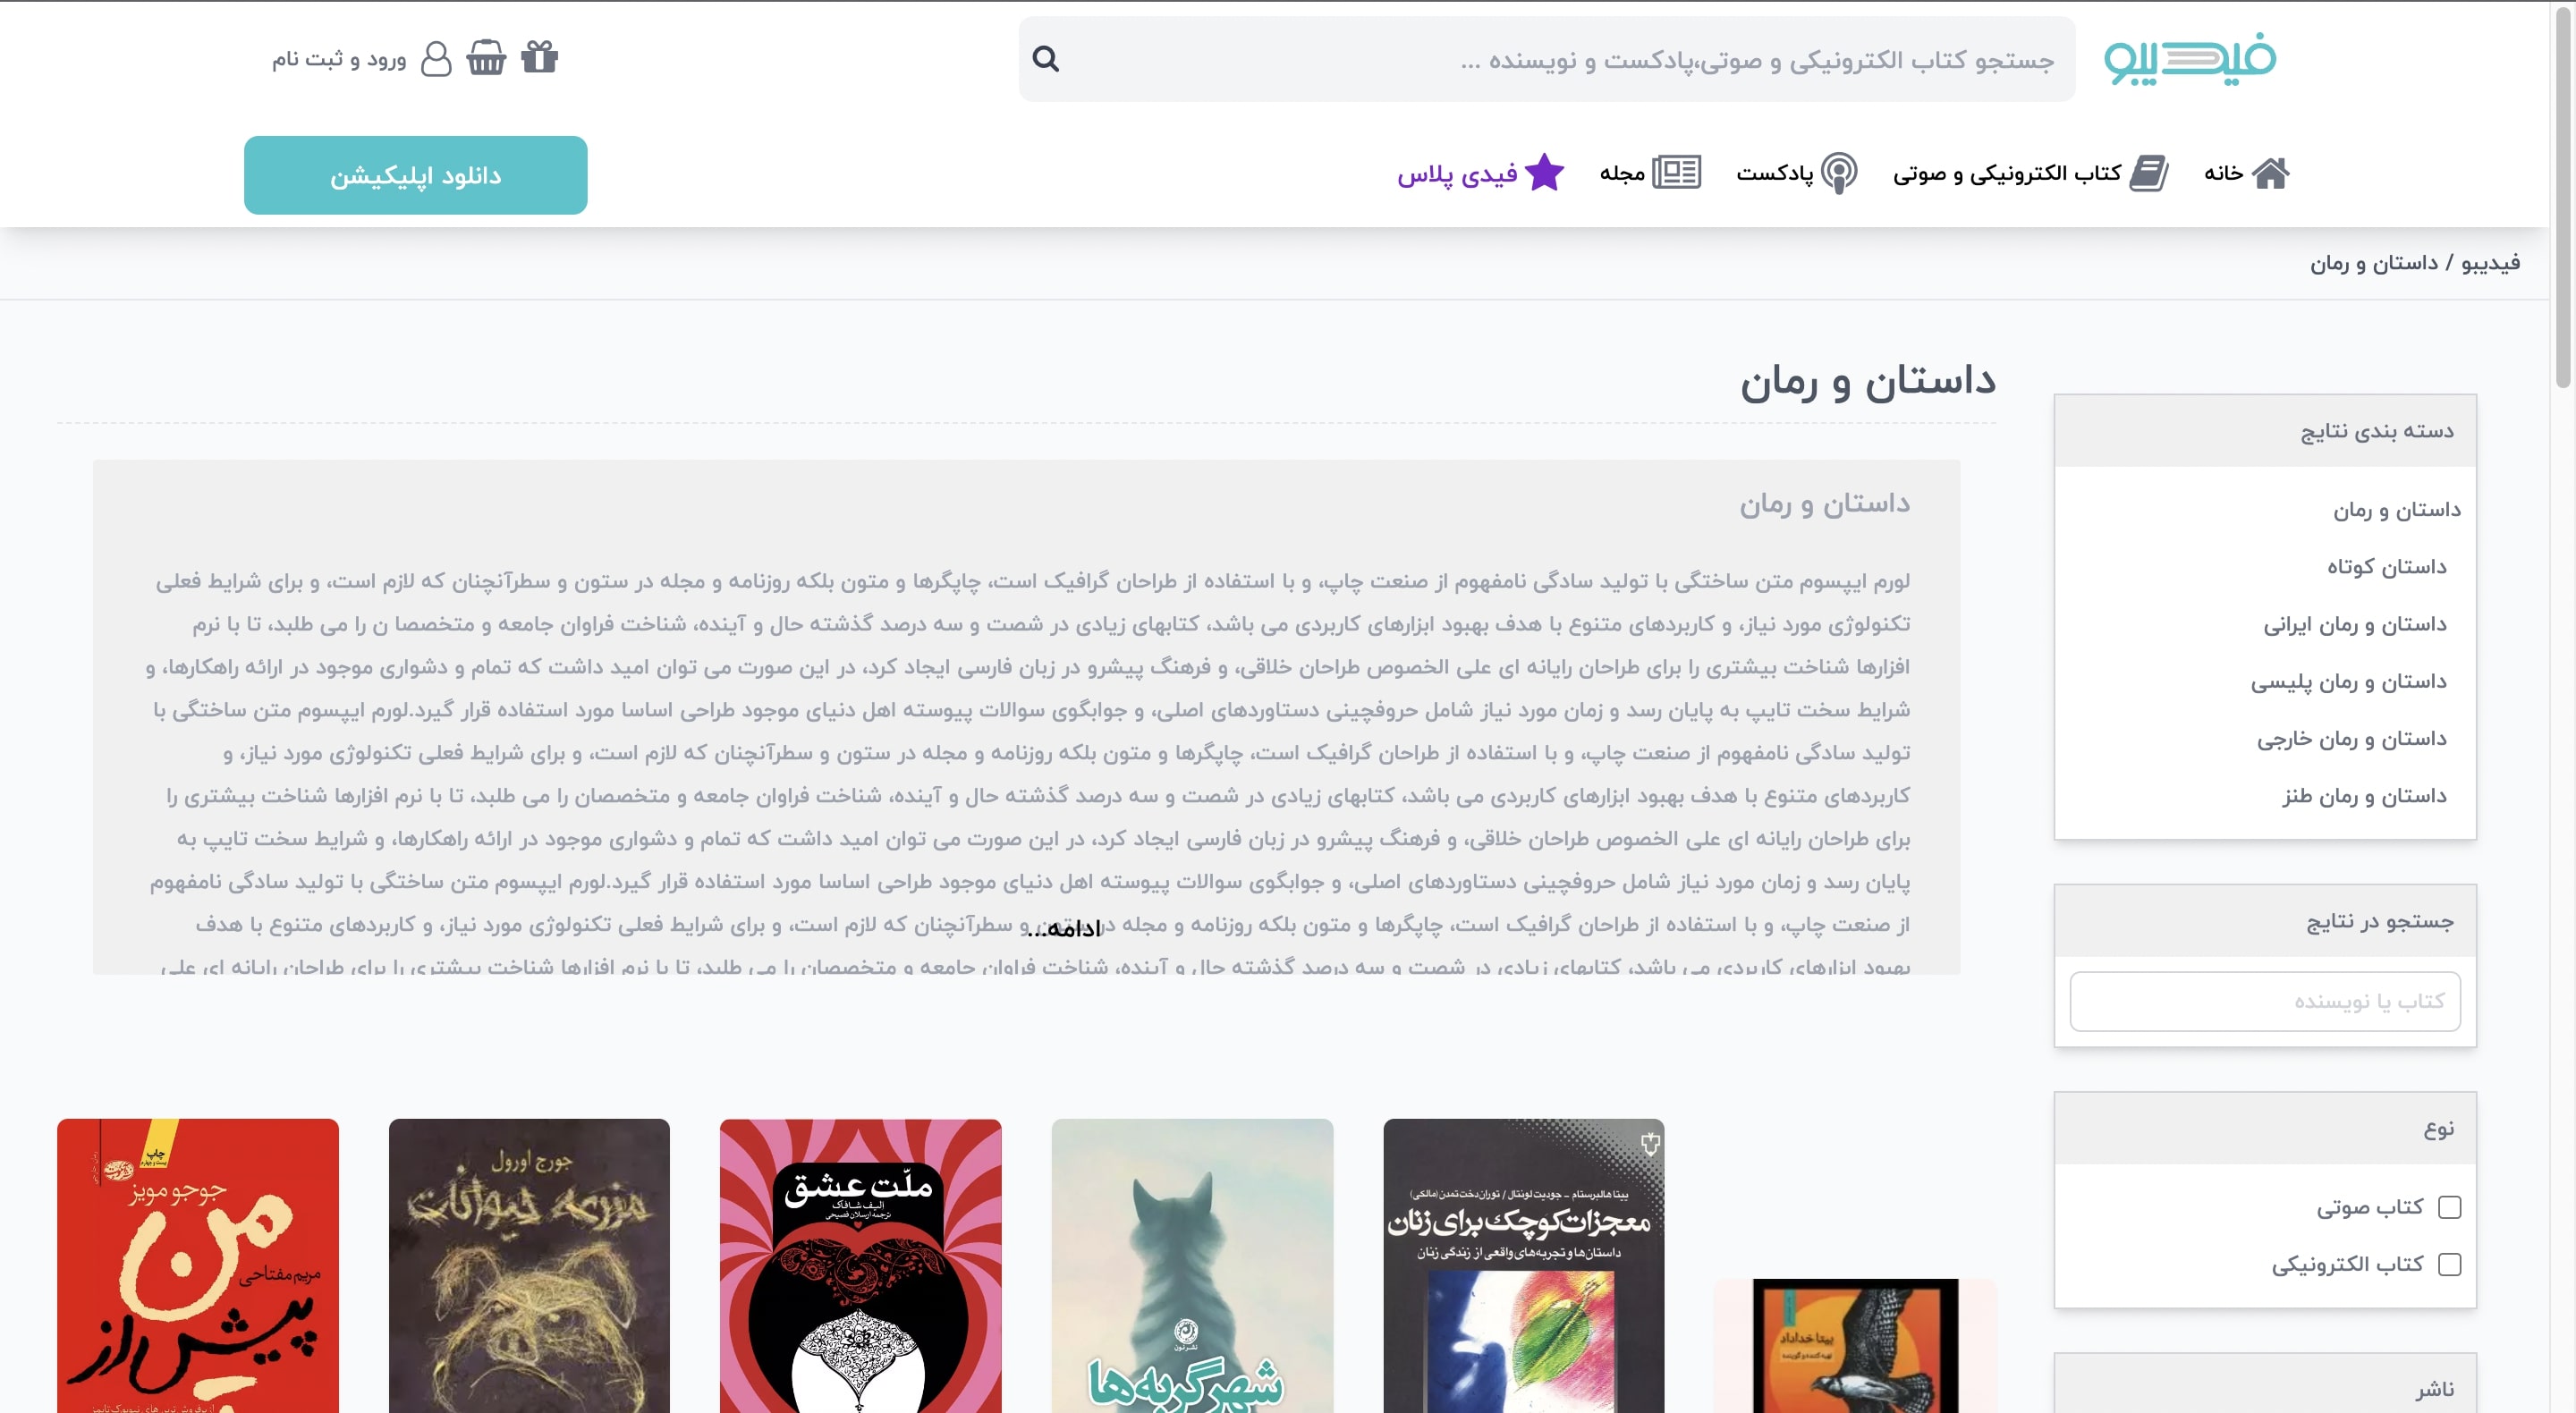 فیدیبو
جستجو کتاب الکترونیکی و صوتی،پادکست و نویسنده ...
ورود و ثبت نام
خانه
کتاب الکترونیکی و صوتی
پادکست
مجله
فیدی پلاس
دانلود اپلیکیشن
فیدیبو / داستان و رمان
دسته بندی نتایج
داستان و رمان
داستان کوتاه
داستان و رمان ایرانی
داستان و رمان پلیسی
داستان و رمان خارجی
داستان و رمان طنز
جستجو در نتایج
کتاب یا نویسنده
نوع
کتاب صوتی
کتاب الکترونیکی
ناشر
داستان و رمان
داستان و رمان
لورم ایپسوم متن ساختگی با تولید سادگی نامفهوم از صنعت چاپ، و با استفاده از طراحان گرافیک است، چاپگرها و متون بلکه روزنامه و مجله در ستون و سطرآنچنان که لازم است، و برای شرایط فعلی
تکنولوژی مورد نیاز، و کاربردهای متنوع با هدف بهبود ابزارهای کاربردی می باشد، کتابهای زیادی در شصت و سه درصد گذشته حال و آینده، شناخت فراوان جامعه و متخصصا ن را می طلبد، تا با نرم
افزارها شناخت بیشتری را برای طراحان رایانه ای علی الخصوص طراحان خلاقی، و فرهنگ پیشرو در زبان فارسی ایجاد کرد، در این صورت می توان امید داشت که تمام و دشواری موجود در ارائه راهکارها، و
شرایط سخت تایپ به پایان رسد و زمان مورد نیاز شامل حروفچینی دستاوردهای اصلی، و جوابگوی سوالات پیوسته اهل دنیای موجود طراحی اساسا مورد استفاده قرار گیرد.لورم ایپسوم متن ساختگی با
تولید سادگی نامفهوم از صنعت چاپ، و با استفاده از طراحان گرافیک است، چاپگرها و متون بلکه روزنامه و مجله در ستون و سطرآنچنان که لازم است، و برای شرایط فعلی تکنولوژی مورد نیاز، و
کاربردهای متنوع با هدف بهبود ابزارهای کاربردی می باشد، کتابهای زیادی در شصت و سه درصد گذشته حال و آینده، شناخت فراوان جامعه و متخصصان را می طلبد، تا با نرم افزارها شناخت بیشتری را
برای طراحان رایانه ای علی الخصوص طراحان خلاقی، و فرهنگ پیشرو در زبان فارسی ایجاد کرد، در این صورت می توان امید داشت که تمام و دشواری موجود در ارائه راهکارها، و شرایط سخت تایپ به
پایان رسد و زمان مورد نیاز شامل حروفچینی دستاوردهای اصلی، و جوابگوی سوالات پیوسته اهل دنیای موجود طراحی اساسا مورد استفاده قرار گیرد.لورم ایپسوم متن ساختگی با تولید سادگی نامفهوم
از صنعت چاپ، و با استفاده از طراحان گرافیک است، چاپگرها و متون بلکه روزنامه و مجله در ستون و سطرآنچنان که لازم است، و برای شرایط فعلی تکنولوژی مورد نیاز، و کاربردهای متنوع با هدف
ادامه...
بهبود ابزارهای کاربردی می باشد، کتابهای زیادی در شصت و سه درصد گذشته حال و آینده، شناخت فراوان جامعه و متخصصان را می طلبد، تا با نرم افزارها شناخت بیشتری را برای طراحان رایانه ای علی
بیتا خداداد
بیتا هالبرستام - جودیت لونتال / توران‌دخت تمدن (مالکی)
معجزات کوچک برای زنان
داستان‌ها و تجربه‌های واقعی از زندگی زنان
نشر نون
شهر گربه‌ها
ملّت عشق
الیف شافاک
ترجمه ارسلان فصیحی
جورج اورول
مزرعه حیوانات
چاپ
جوجو مویز
من
مریم مفتاحی
پیش از